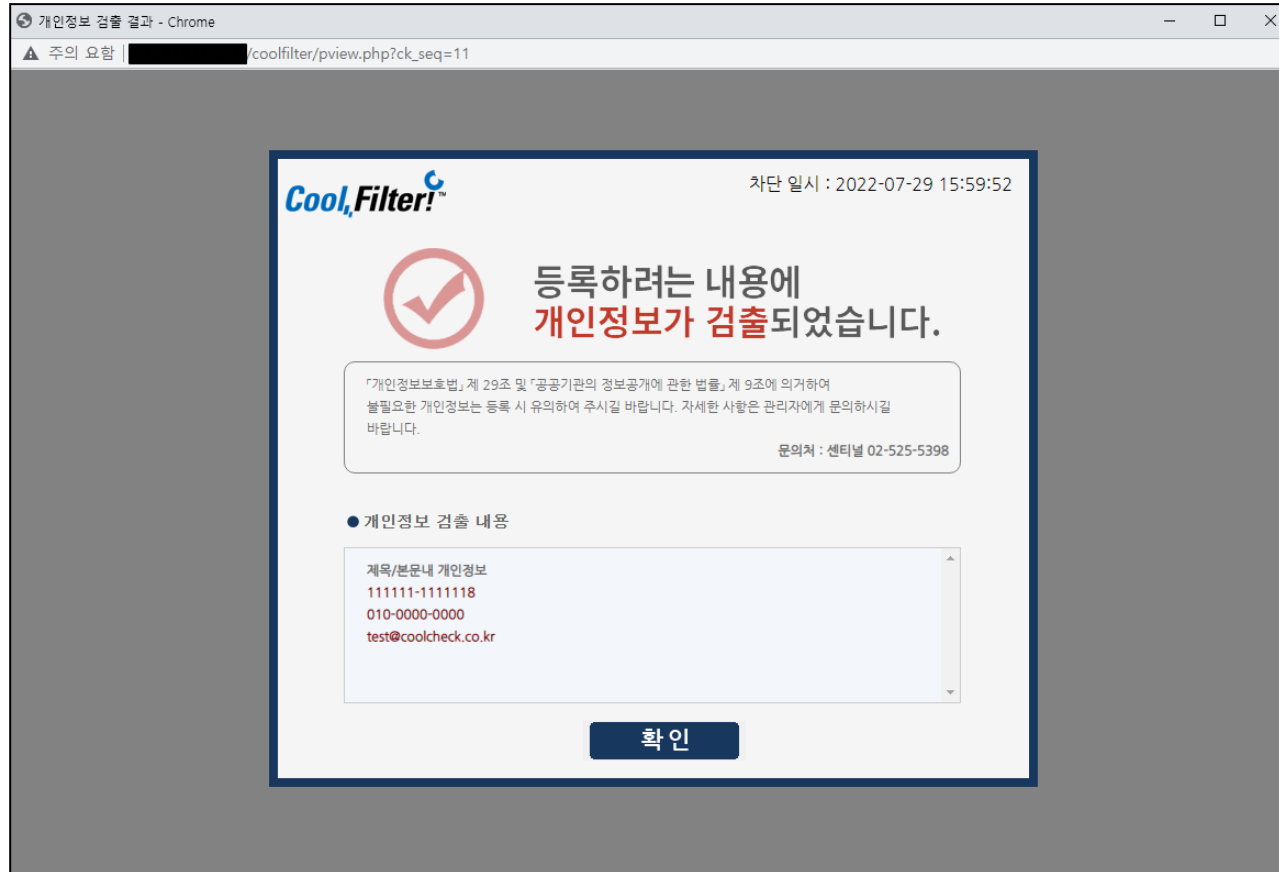 개인정보 검출 결과 - Chrome
주의 요함 | /coolfilter/pview.php?ck_seq=11
Cool,Filter!™
차단 일시 : 2022-07-29 15:59:52
등록하려는 내용에
개인정보가 검출되었습니다.
「개인정보보호법」 제 29조 및 「공공기관의 정보공개에 관한 법률」 제 9조에 의거하여
불필요한 개인정보는 등록 시 유의하여 주시길 바랍니다. 자세한 사항은 관리자에게 문의하시길
바랍니다.
문의처 : 센티널 02-525-5398
개인정보 검출 내용
제목/본문내 개인정보
111111-1111118
010-0000-0000
test@coolcheck.co.kr
확인